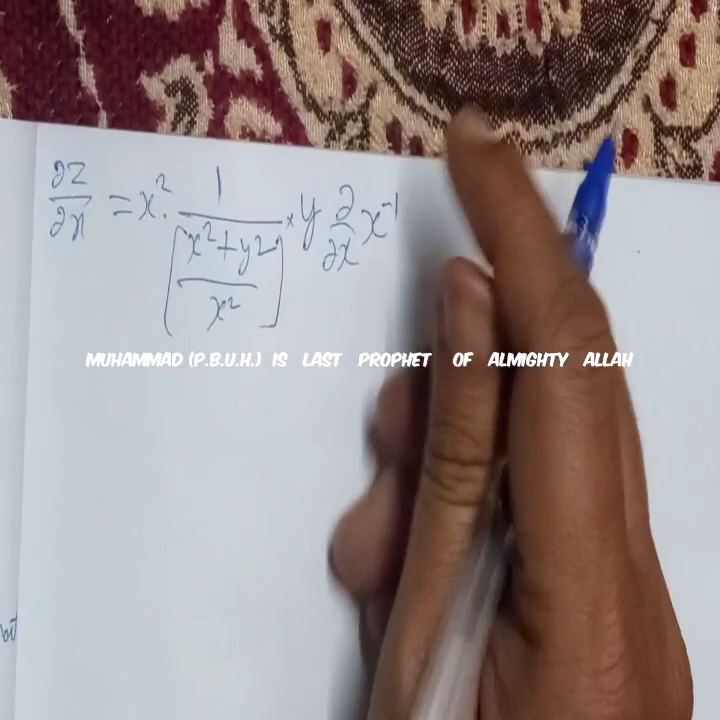 ∂z/∂x = x². 1/[(x²+y²)/x²] × y ∂/∂x x⁻¹
MUHAMMAD (P.B.U.H.) IS LAST PROPHET OF ALMIGHTY ALLAH